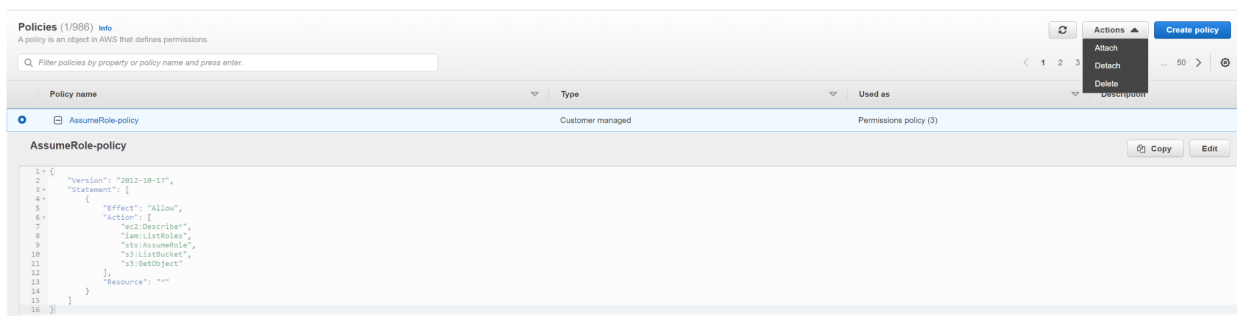 Policies (1/986) Info
A policy is an object in AWS that defines permissions.
Actions
Create policy
Attach
Detach
Delete
Filter policies by property or policy name and press enter.
1 2 3 ... 50
Policy name Type Used as Description
AssumeRole-policy Customer managed Permissions policy (3)
AssumeRole-policy Copy Edit
1 {
2 "Version": "2012-10-17",
3 "Statement": [
4 {
5 "Effect": "Allow",
6 "Action": [
7 "ec2:Describe*",
8 "iam:ListRoles",
9 "sts:AssumeRole",
10 "s3:ListBucket",
11 "s3:GetObject"
12 ],
13 "Resource": "*"
14 }
15 ]
16 }